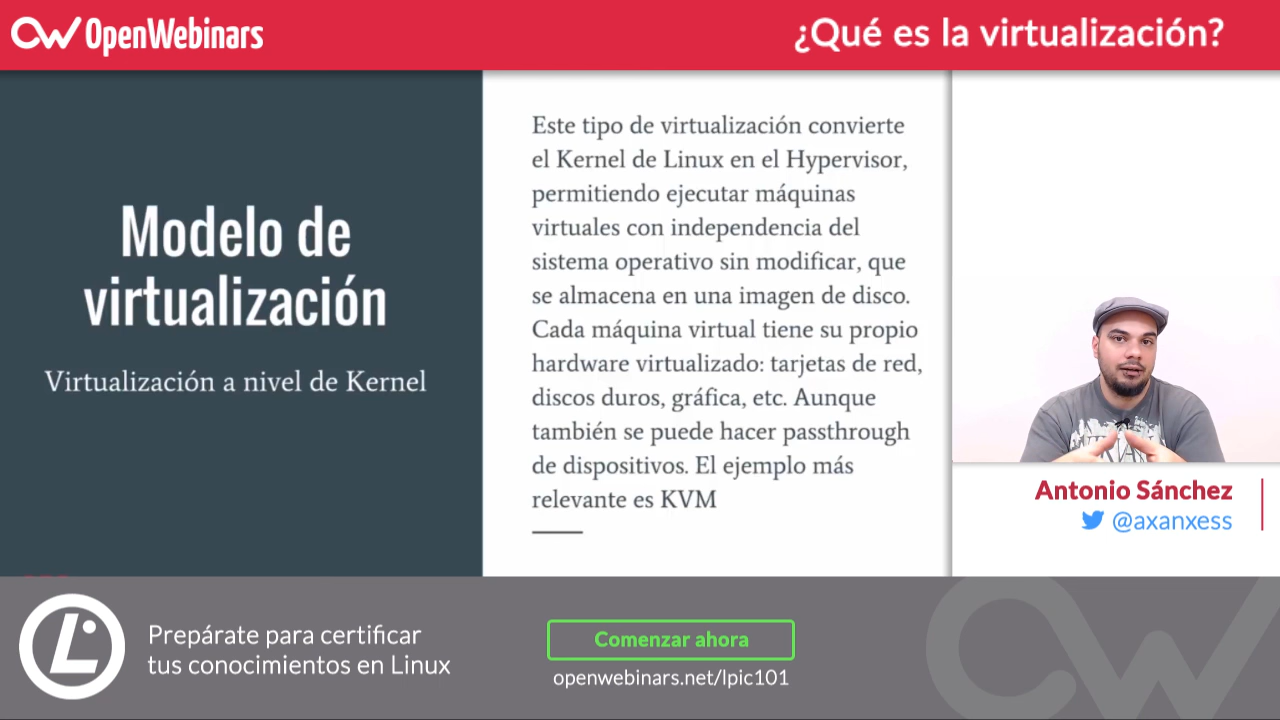 OpenWebinars
¿Qué es la virtualización?
Modelo de
virtualización
Virtualización a nivel de Kernel
Este tipo de virtualización convierte
el Kernel de Linux en el Hypervisor,
permitiendo ejecutar máquinas
virtuales con independencia del
sistema operativo sin modificar, que
se almacena en una imagen de disco.
Cada máquina virtual tiene su propio
hardware virtualizado: tarjetas de red,
discos duros, gráfica, etc. Aunque
también se puede hacer passthrough
de dispositivos. El ejemplo más
relevante es KVM
Antonio Sánchez
@axanxess
Prepárate para certificar
tus conocimientos en Linux
Comenzar ahora
openwebinars.net/lpic101